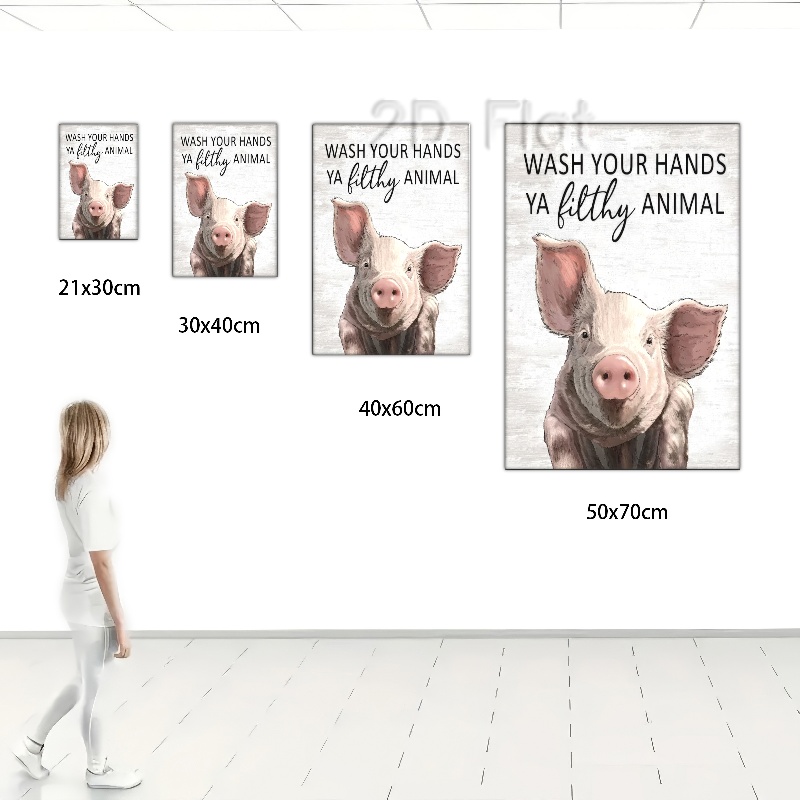 2D Flat
WASH YOUR HANDS
YA filthy ANIMAL
21x30cm
WASH YOUR HANDS
YA filthy ANIMAL
30x40cm
WASH YOUR HANDS
YA filthy ANIMAL
40x60cm
WASH YOUR HANDS
YA filthy ANIMAL
50x70cm